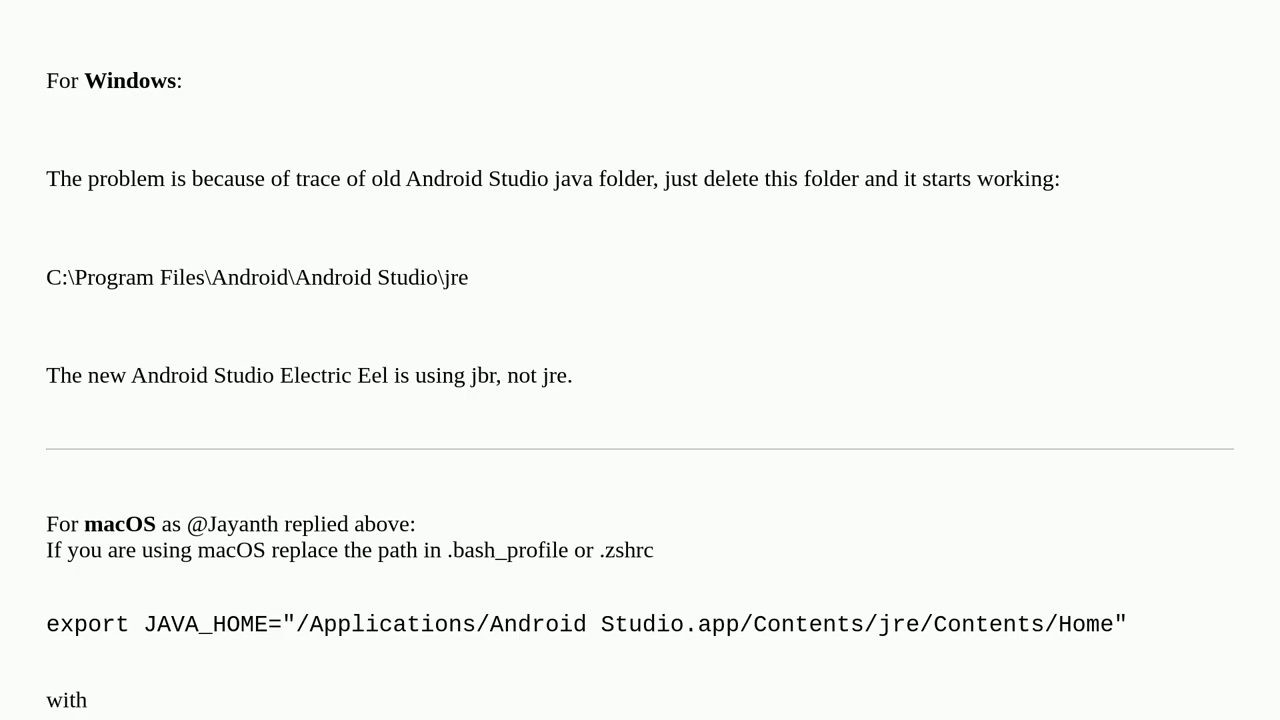 For Windows:
The problem is because of trace of old Android Studio java folder, just delete this folder and it starts working:
C:\Program Files\Android\Android Studio\jre
The new Android Studio Electric Eel is using jbr, not jre.
For macOS as @Jayanth replied above:
If you are using macOS replace the path in .bash_profile or .zshrc
export JAVA_HOME="/Applications/Android Studio.app/Contents/jre/Contents/Home"
with